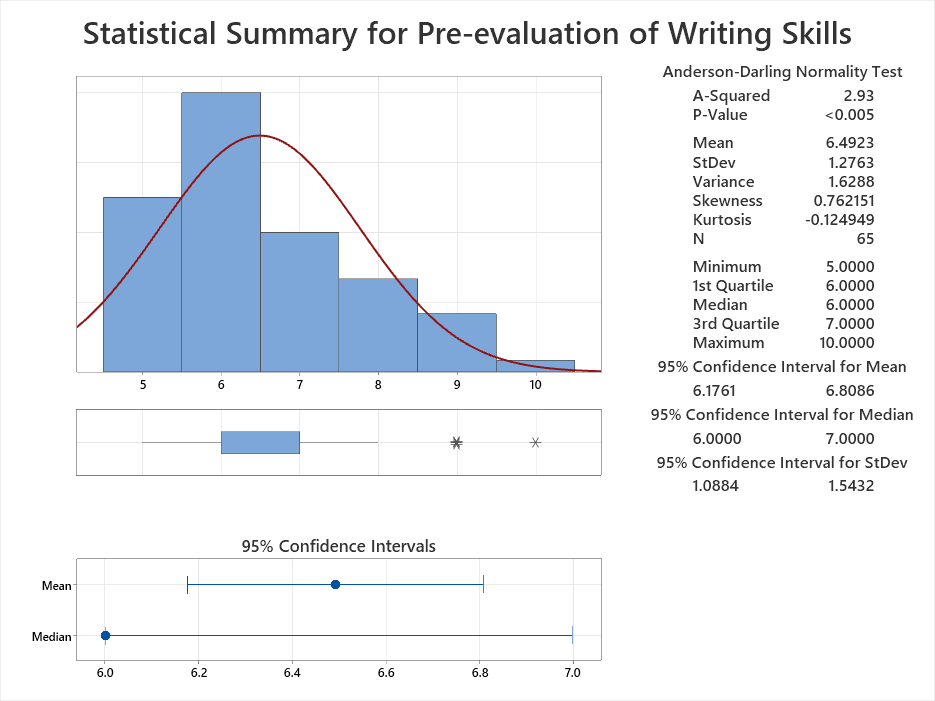 Statistical Summary for Pre-evaluation of Writing Skills
Anderson-Darling Normality Test
A-Squared 2.93
P-Value <0.005
Mean 6.4923
StDev 1.2763
Variance 1.6288
Skewness 0.762151
Kurtosis -0.124949
N 65
Minimum 5.0000
1st Quartile 6.0000
Median 6.0000
3rd Quartile 7.0000
Maximum 10.0000
95% Confidence Interval for Mean
6.1761 6.8086
95% Confidence Interval for Median
6.0000 7.0000
95% Confidence Interval for StDev
1.0884 1.5432
5 6 7 8 9 10
95% Confidence Intervals
Mean
Median
6.0 6.2 6.4 6.6 6.8 7.0